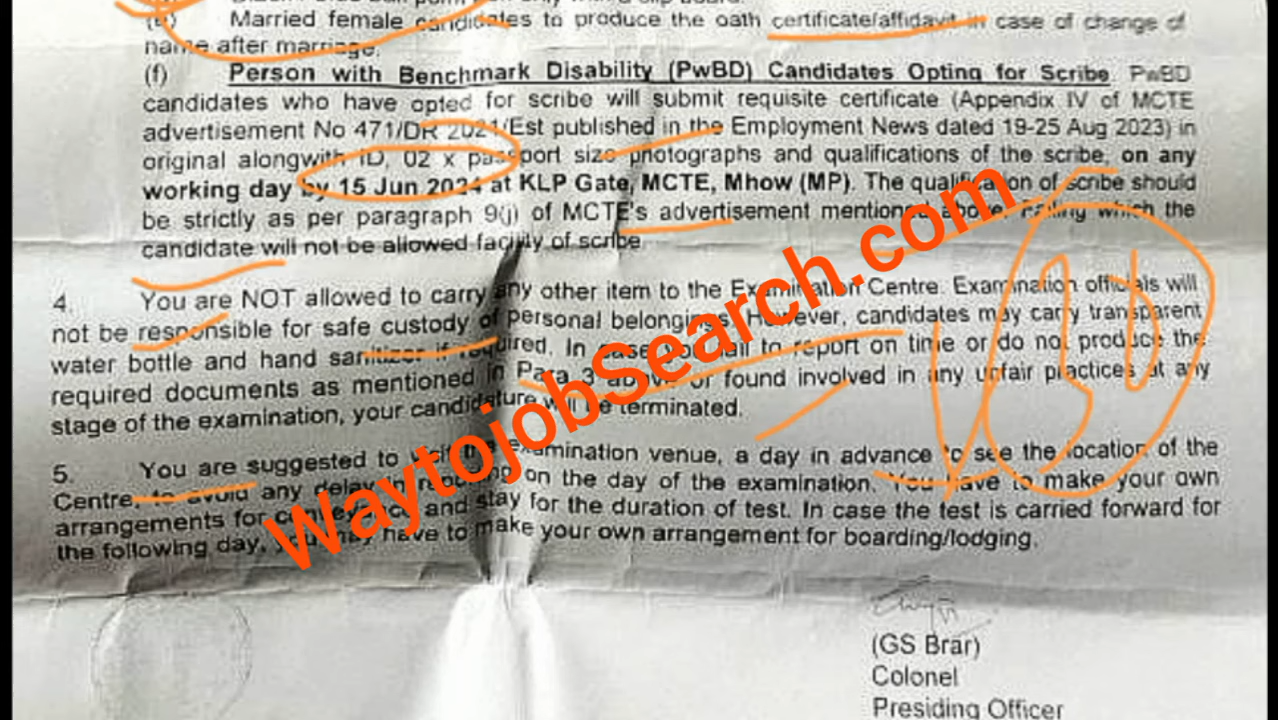 (e) Married female candidates to produce the oath certificate/affidavit in case of change of
name after marriage.
(f) Person with Benchmark Disability (PwBD) Candidates Opting for Scribe PwBD
candidates who have opted for scribe will submit requisite certificate (Appendix IV of MCTE
advertisement No 471/DR 2021/Est published in the Employment News dated 19-25 Aug 2023) in
original alongwith ID, 02 x passport size photographs and qualifications of the scribe, on any
working day by 15 Jun 2024 at KLP Gate, MCTE, Mhow (MP). The qualification of scribe should
be strictly as per paragraph 9(j) of MCTE's advertisement mentioned above. Failing which the
candidate will not be allowed facility of scribe
4. You are NOT allowed to carry any other item to the Examination Centre. Examination officials will
not be responsible for safe custody of personal belongings. However, candidates may carry transparent
water bottle and hand sanitizer if required. In case you fail to report on time or do not produce the
required documents as mentioned in Para 3 above or found involved in any unfair practices at any
stage of the examination, your candidature will be terminated.
5. You are suggested to visit the examination venue, a day in advance to see the location of the
Centre, to avoid any delay in reporting on the day of the examination. You have to make your own
arrangements for conveyance and stay for the duration of test. In case the test is carried forward for
the following day, you may have to make your own arrangement for boarding/lodging.
WaytojobSearch.com
(GS Brar)
Colonel
Presiding Officer